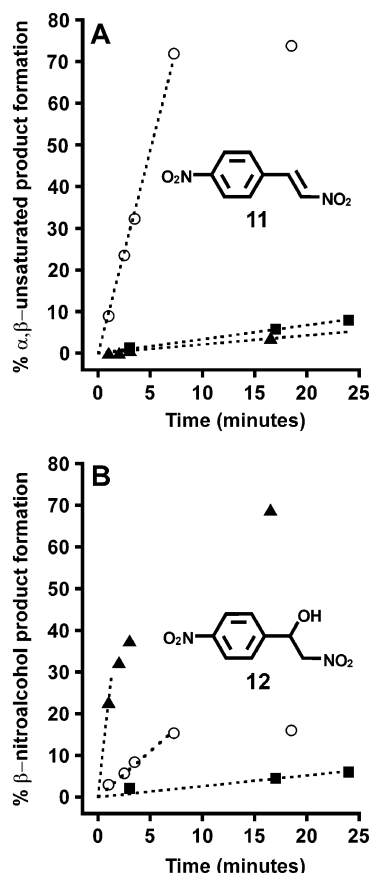 A
% α,β−unsaturated product formation
80
70
60
50
40
30
20
10
0
O₂N
NO₂
11
0 5 10 15 20 25
Time (minutes)
B
% β−nitroalcohol product formation
80
70
60
50
40
30
20
10
0
OH
O₂N
NO₂
12
0 5 10 15 20 25
Time (minutes)